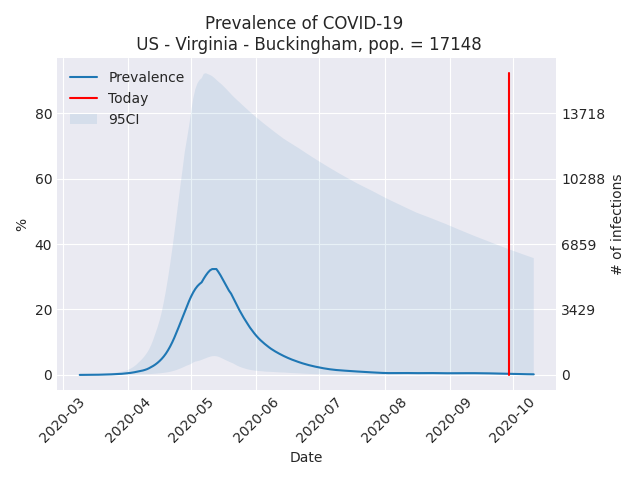 Prevalence of COVID-19
US - Virginia - Buckingham, pop. = 17148
Prevalence
Today
95CI
%
80
60
40
20
0
13718
10288
6859
3429
0
# of infections
2020-03
2020-04
2020-05
2020-06
2020-07
2020-08
2020-09
2020-10
Date